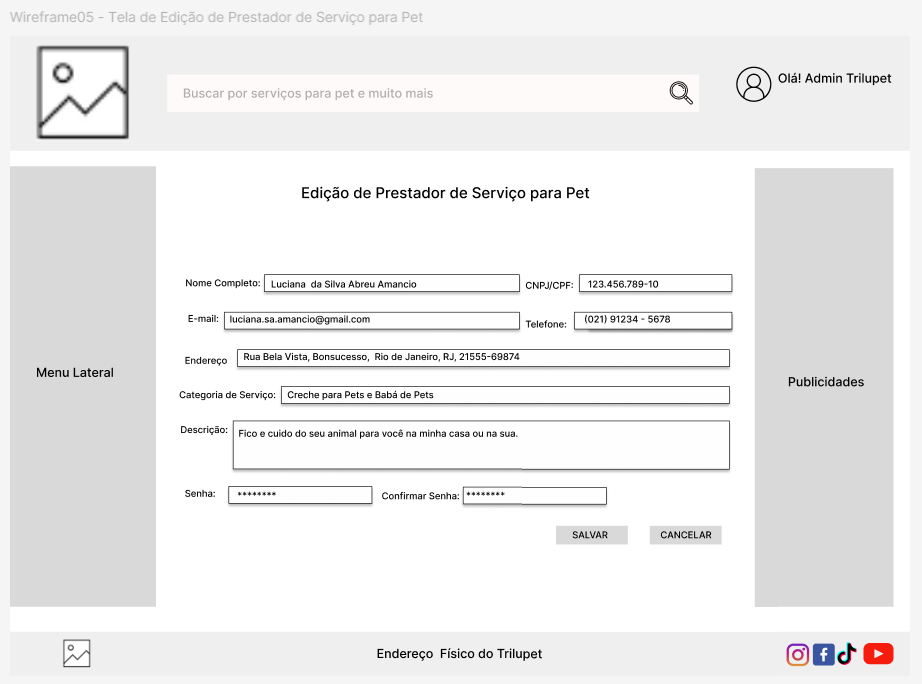 Wireframe05 - Tela de Edição de Prestador de Serviço para Pet
Buscar por serviços para pet e muito mais
Olá! Admin Trilupet
Menu Lateral
Edição de Prestador de Serviço para Pet
Nome Completo: Luciana da Silva Abreu Amancio CNPJ/CPF: 123.456.789-10
E-mail: luciana.sa.amancio@gmail.com Telefone: (021) 91234 - 5678
Endereço Rua Bela Vista, Bonsucesso, Rio de Janeiro, RJ, 21555-69874
Categoria de Serviço: Creche para Pets e Babá de Pets
Descrição: Fico e cuido do seu animal para você na minha casa ou na sua.
Senha: ******** Confirmar Senha: ********
SALVAR CANCELAR
Publicidades
Endereço Físico do Trilupet